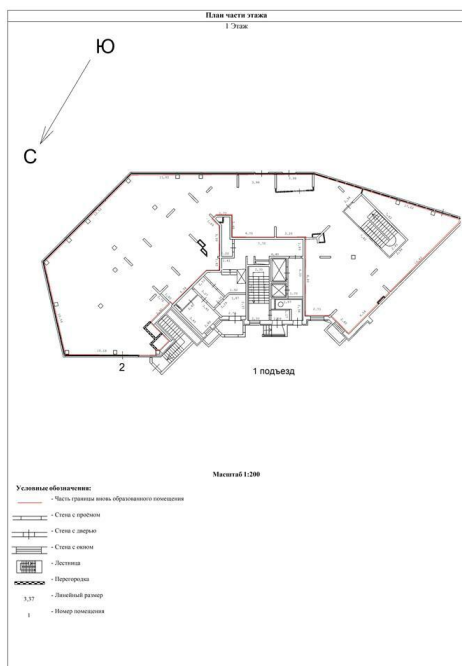 План части этажа
1 Этаж
Ю
С
2
1 подъезд
Масштаб 1:200
Условные обозначения:
- Часть границы вновь образованного помещения
- Стена с проёмом
- Стена с дверью
- Стена с окном
- Лестница
- Перегородка
3,37 - Линейный размер
1 - Номер помещения